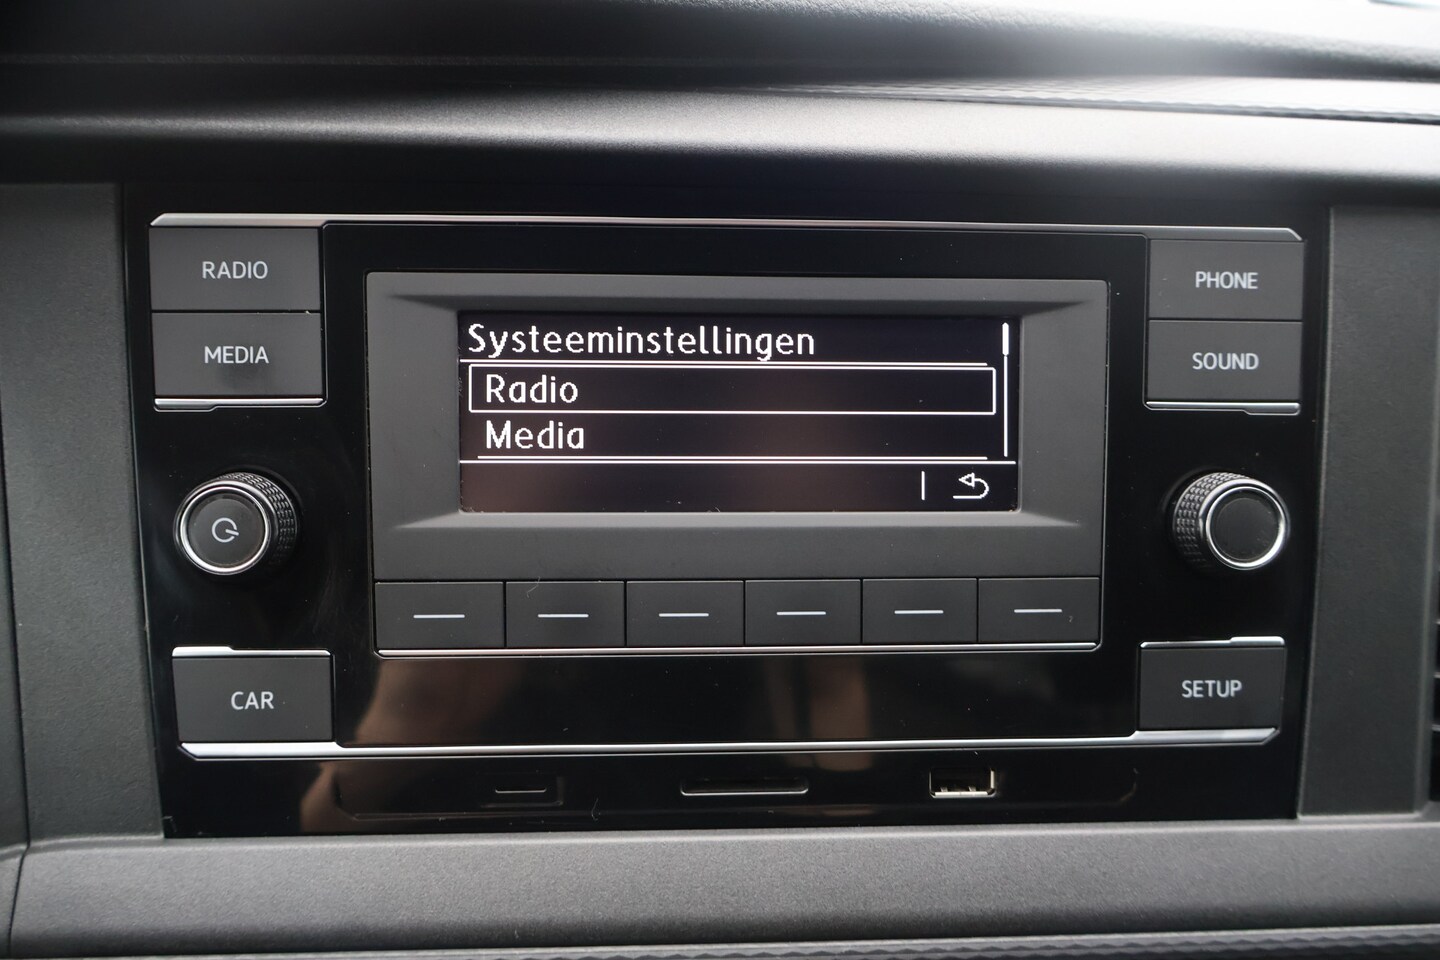 RADIO
MEDIA
Systeeminstellingen
Radio
Media
PHONE
SOUND
CAR
SETUP